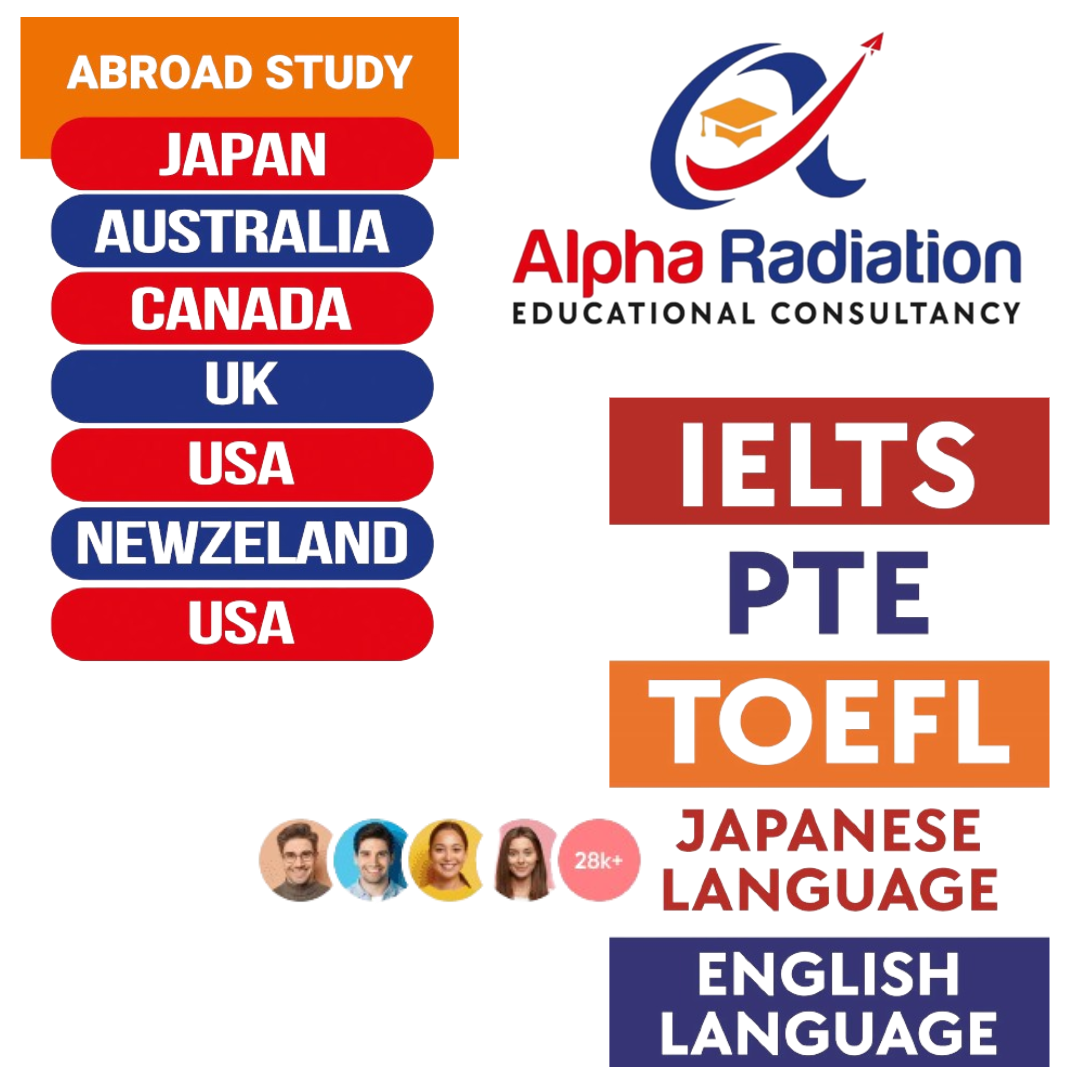 ABROAD STUDY
JAPAN
AUSTRALIA
CANADA
UK
USA
NEWZELAND
USA
Alpha Radiation
EDUCATIONAL CONSULTANCY
IELTS
PTE
TOEFL
JAPANESE
LANGUAGE
ENGLISH
LANGUAGE
28k+